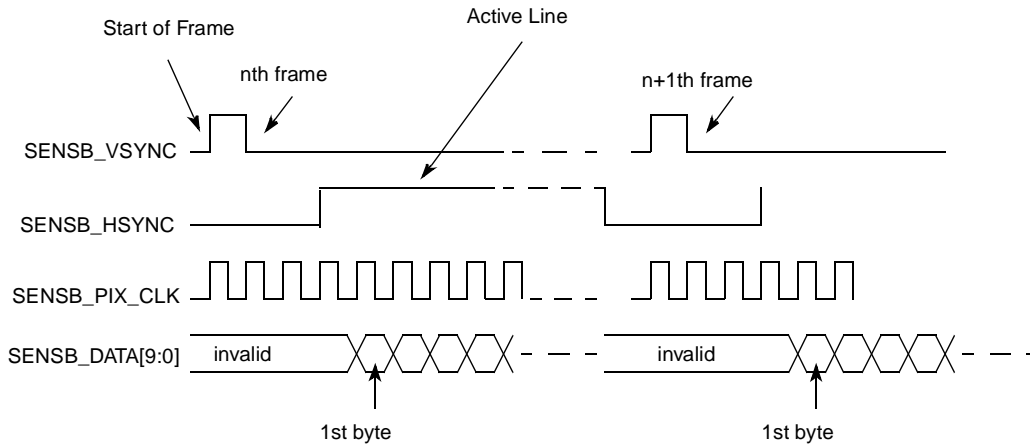 Active Line
Start of Frame
nth frame
n+1th frame
SENSB_VSYNC
SENSB_HSYNC
SENSB_PIX_CLK
SENSB_DATA[9:0]
invalid
invalid
1st byte
1st byte